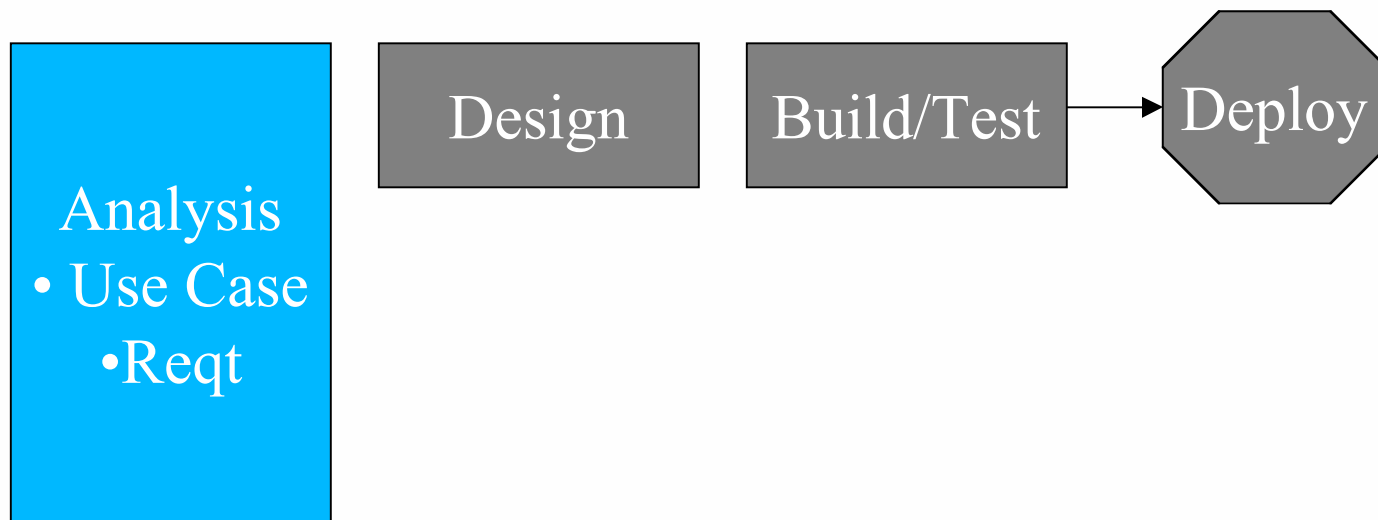 Analysis
• Use Case
•Reqt
Design
Build/Test
Deploy